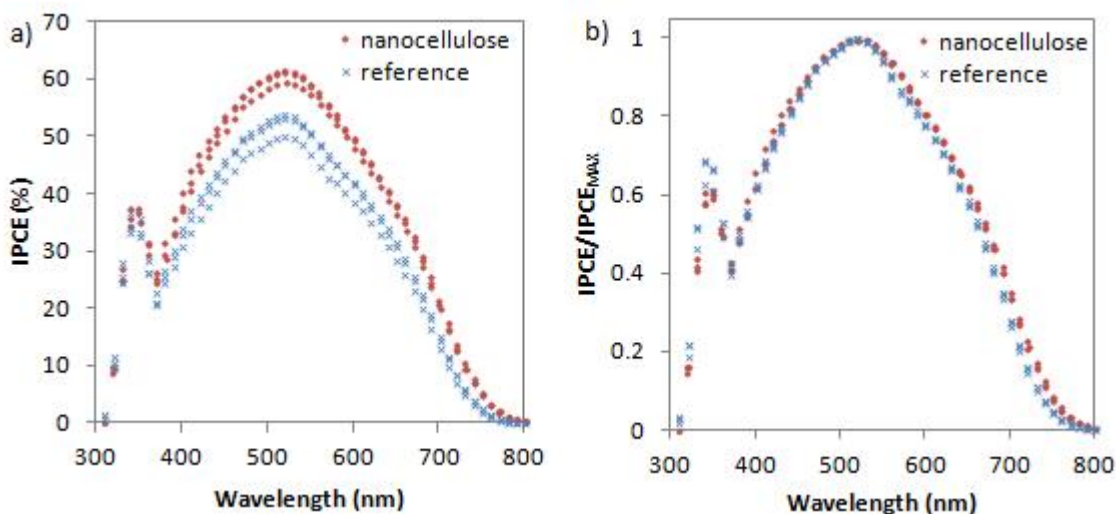 a)
nanocellulose
reference
IPCE (%)
70
60
50
40
30
20
10
0
300 400 500 600 700 800
Wavelength (nm)
b)
nanocellulose
reference
IPCE/IPCEMAX
1
0.8
0.6
0.4
0.2
0
300 400 500 600 700 800
Wavelength (nm)